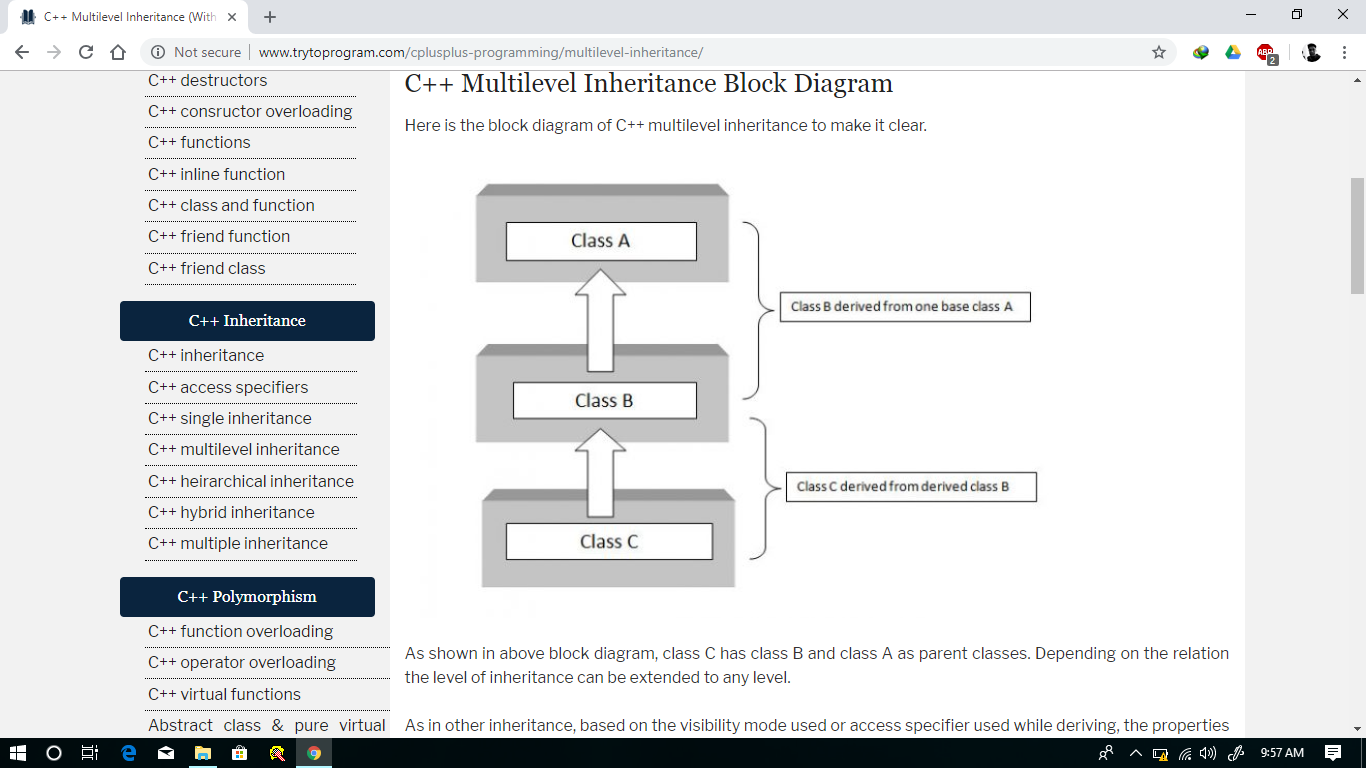 C++ Multilevel Inheritance (With
Not secure
www.trytoprogram.com/cplusplus-programming/multilevel-inheritance/
ABP
2
C++ destructors
C++ consructor overloading
C++ functions
C++ inline function
C++ class and function
C++ friend function
C++ friend class
C++ Inheritance
C++ inheritance
C++ access specifiers
C++ single inheritance
C++ multilevel inheritance
C++ heirarchical inheritance
C++ hybrid inheritance
C++ multiple inheritance
C++ Polymorphism
C++ function overloading
C++ operator overloading
C++ virtual functions
Abstract class & pure virtual
C++ Multilevel Inheritance Block Diagram
Here is the block diagram of C++ multilevel inheritance to make it clear.
Class A
Class B derived from one base class A
Class B
Class C derived from derived class B
Class C
As shown in above block diagram, class C has class B and class A as parent classes. Depending on the relation
the level of inheritance can be extended to any level.
As in other inheritance, based on the visibility mode used or access specifier used while deriving, the properties
9:57 AM